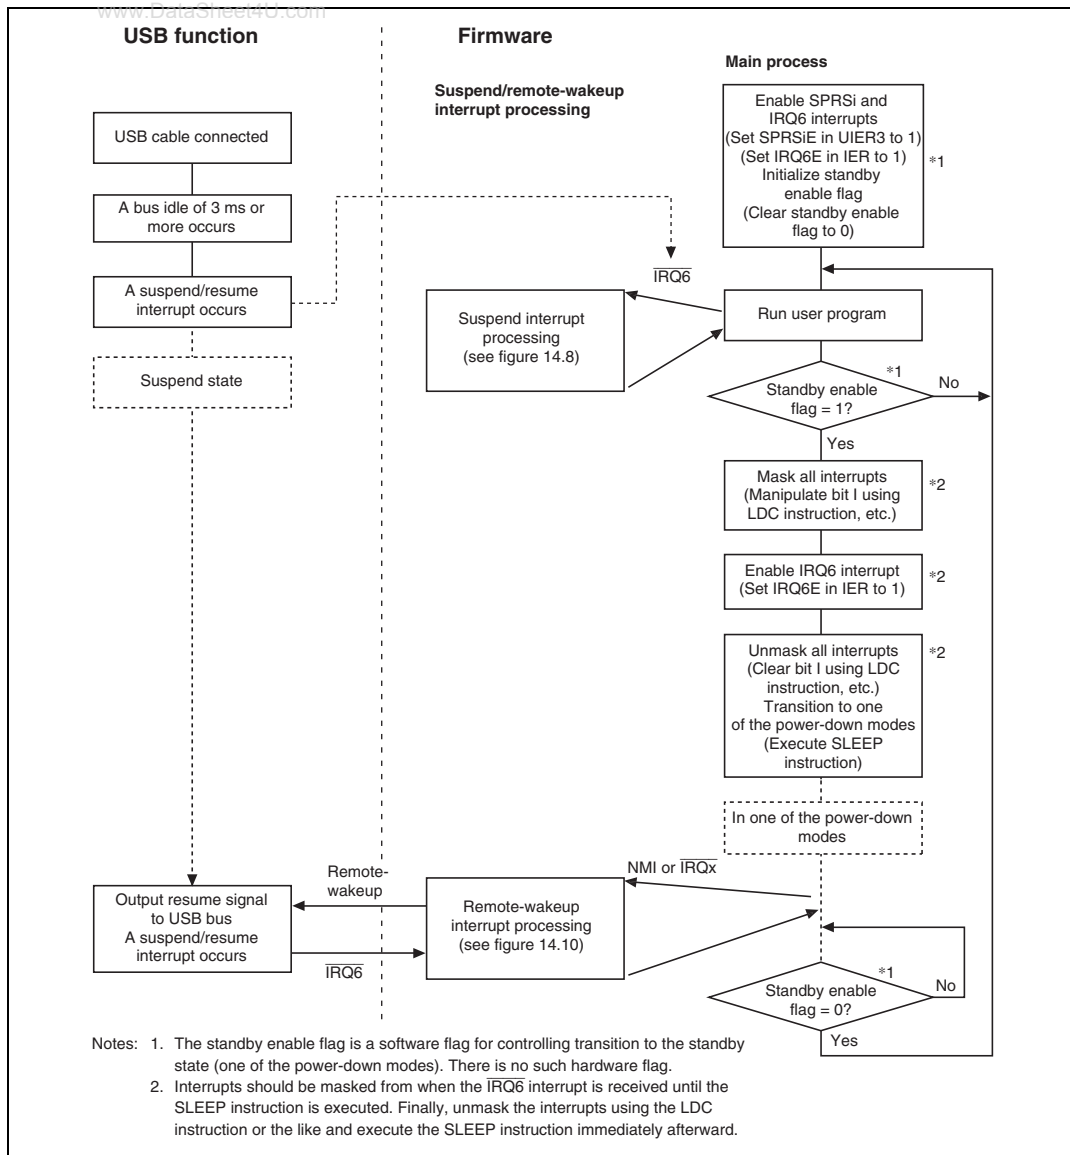 www.DataSheet4U.com
USB function
Firmware
Main process
Suspend/remote-wakeup
interrupt processing
Enable SPRSi and
IRQ6 interrupts
(Set SPRSiE in UIER3 to 1)
(Set IRQ6E in IER to 1)
Initialize standby
enable flag
(Clear standby enable
flag to 0)
*1
USB cable connected
A bus idle of 3 ms or
more occurs
A suspend/resume
interrupt occurs
Suspend state
IRQ6
Suspend interrupt
processing
(see figure 14.8)
Run user program
*1
Standby enable
flag = 1?
No
Yes
Mask all interrupts
(Manipulate bit I using
LDC instruction, etc.)
*2
Enable IRQ6 interrupt
(Set IRQ6E in IER to 1)
*2
Unmask all interrupts
(Clear bit I using LDC
instruction, etc.)
Transition to one
of the power-down modes
(Execute SLEEP
instruction)
*2
In one of the power-down
modes
NMI or IRQx
Remote-
wakeup
Output resume signal
to USB bus
A suspend/resume
interrupt occurs
IRQ6
Remote-wakeup
interrupt processing
(see figure 14.10)
*1
Standby enable
flag = 0?
No
Yes
Notes: 1. The standby enable flag is a software flag for controlling transition to the standby
state (one of the power-down modes). There is no such hardware flag.
2. Interrupts should be masked from when the IRQ6 interrupt is received until the
SLEEP instruction is executed. Finally, unmask the interrupts using the LDC
instruction or the like and execute the SLEEP instruction immediately afterward.